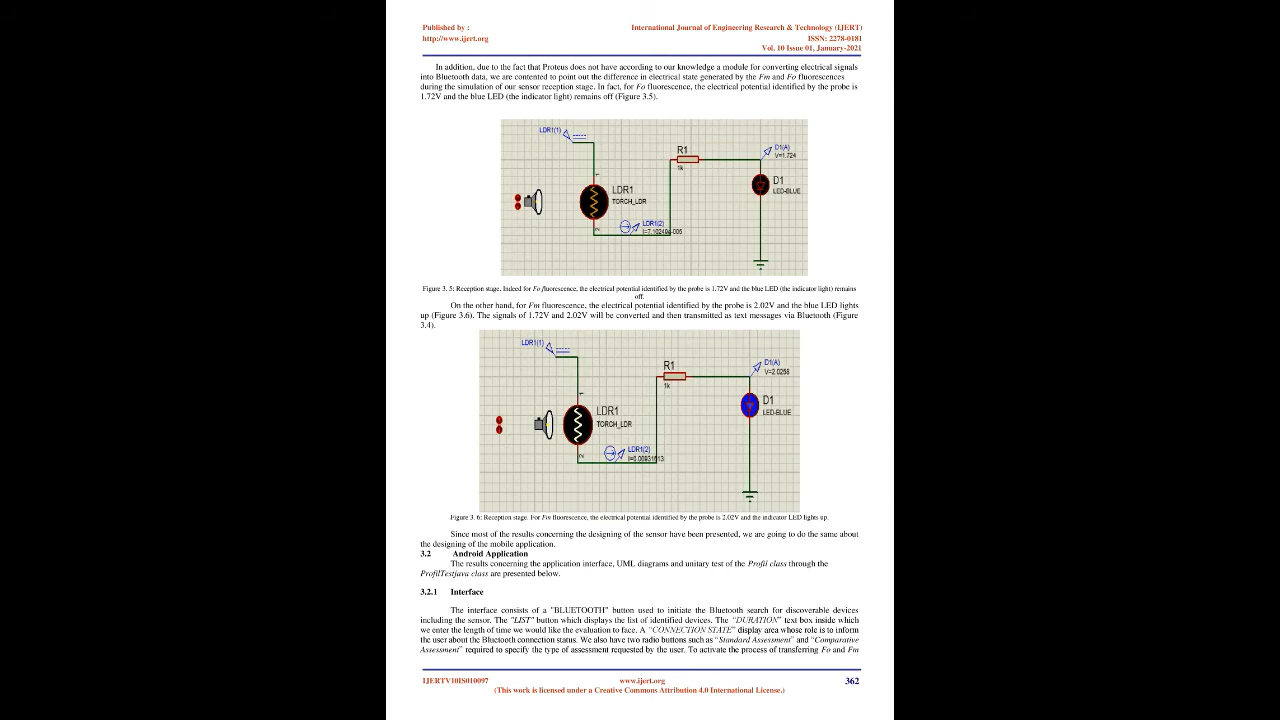 Published by :
International Journal of Engineering Research & Technology (IJERT)
http://www.ijert.org
ISSN: 2278-0181
Vol. 10 Issue 01, January-2021
In addition, due to the fact that Proteus does not have according to our knowledge a module for converting electrical signals
into Bluetooth data, we are contented to point out the difference in electrical state generated by the Fm and Fo fluorescences
during the simulation of our sensor reception stage. In fact, for Fo fluorescence, the electrical potential identified by the probe is
1.72V and the blue LED (the indicator light) remains off (Figure 3.5).
LDR1(1)
R1
1k
D1(A)
V=1.724
D1
LED-BLUE
LDR1
TORCH_LDR
LDR1(2)
Figure 3. 5: Reception stage. Indeed for Fo fluorescence, the electrical potential identified by the probe is 1.72V and the blue LED (the indicator light) remains
off.
On the other hand, for Fm fluorescence, the electrical potential identified by the probe is 2.02V and the blue LED lights
up (Figure 3.6). The signals of 1.72V and 2.02V will be converted and then transmitted as text messages via Bluetooth (Figure
3.4).
LDR1(1)
R1
1k
D1(A)
V=2.0258
D1
LED-BLUE
LDR1
TORCH_LDR
LDR1(2)
Figure 3. 6: Reception stage. For Fm fluorescence, the electrical potential identified by the probe is 2.02V and the indicator LED lights up.
Since most of the results concerning the designing of the sensor have been presented, we are going to do the same about
the designing of the mobile application.
3.2 Android Application
The results concerning the application interface, UML diagrams and unitary test of the Profil class through the
ProfilTestjava class are presented below.
3.2.1 Interface
The interface consists of a "BLUETOOTH" button used to initiate the Bluetooth search for discoverable devices
including the sensor. The "LIST" button which displays the list of identified devices. The "DURATION" text box inside which
we enter the length of time we would like the evaluation to face. A "CONNECTION STATE" display area whose role is to inform
the user about the Bluetooth connection status. We also have two radio buttons such as "Standard Assessment" and "Comparative
Assessment" required to specify the type of assessment requested by the user. To activate the process of transferring Fo and Fm
IJERTV10IS010097
www.ijert.org
362
(This work is licensed under a Creative Commons Attribution 4.0 International License.)